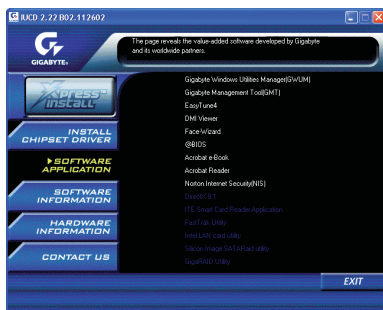 IUCD 2.22 B02.112602
GIGABYTE
The page reveals the value-added software developed by Gigabyte
and its worldwide partners.
Xpress
INSTALL
INSTALL
CHIPSET DRIVER
SOFTWARE
APPLICATION
SOFTWARE
INFORMATION
HARDWARE
INFORMATION
CONTACT US
Gigabyte Windows Utilities Manager(GWUM)
Gigabyte Management Tool(GMT)
EasyTune4
DMI Viewer
Face-Wizard
@BIOS
Acrobat e-Book
Acrobat Reader
Norton Internet Security(NIS)
DirectX 8.1
ITE Smart Card Reader Application
FastTrak Utility
Intel LAN card utility
Silicon Image SATARaid utility
GigaRAID Utility
EXIT